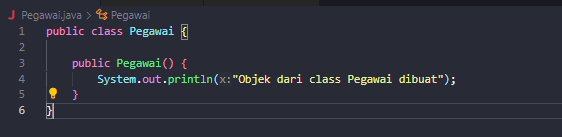 Pegawai.java > Pegawai
1 public class Pegawai {
2
3 public Pegawai() {
4 System.out.println(x:"Objek dari class Pegawai dibuat");
5 }
6 }